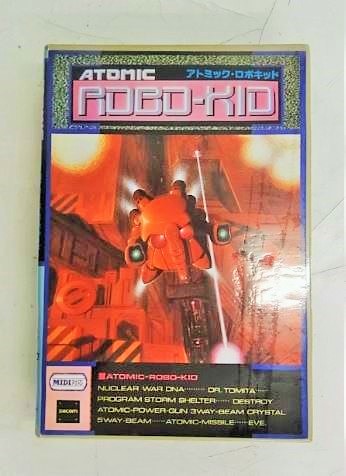 ATOMIC
アトミック・ロボキッド
ROBO-KID
ATOMIC-ROBO-KID
NUCLEAR WAR DNA········· DR. TOMITA·····
PROGRAM STORM SHELTER······ DESTROY
ATOMIC-POWER-GUN 3WAY-BEAM CRYSTAL
5WAY-BEAM······ATOMIC-MISSILE······EVE.
MIDI